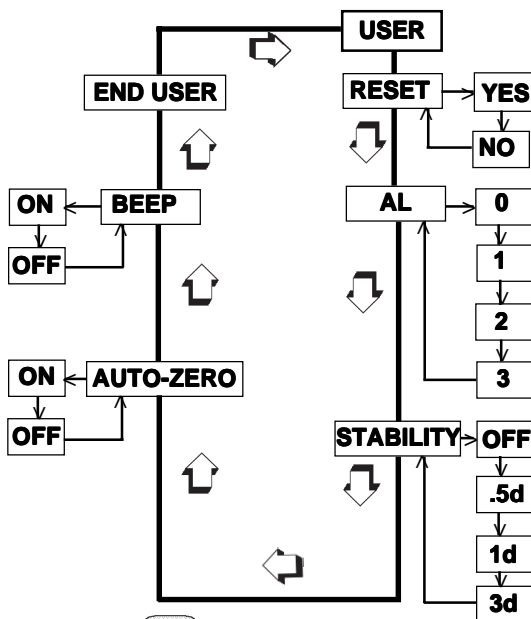 USER
END USER
RESET
YES
NO
ON
BEEP
OFF
AL
0
1
2
3
ON
AUTO-ZERO
OFF
STABILITY
OFF
.5d
1d
3d